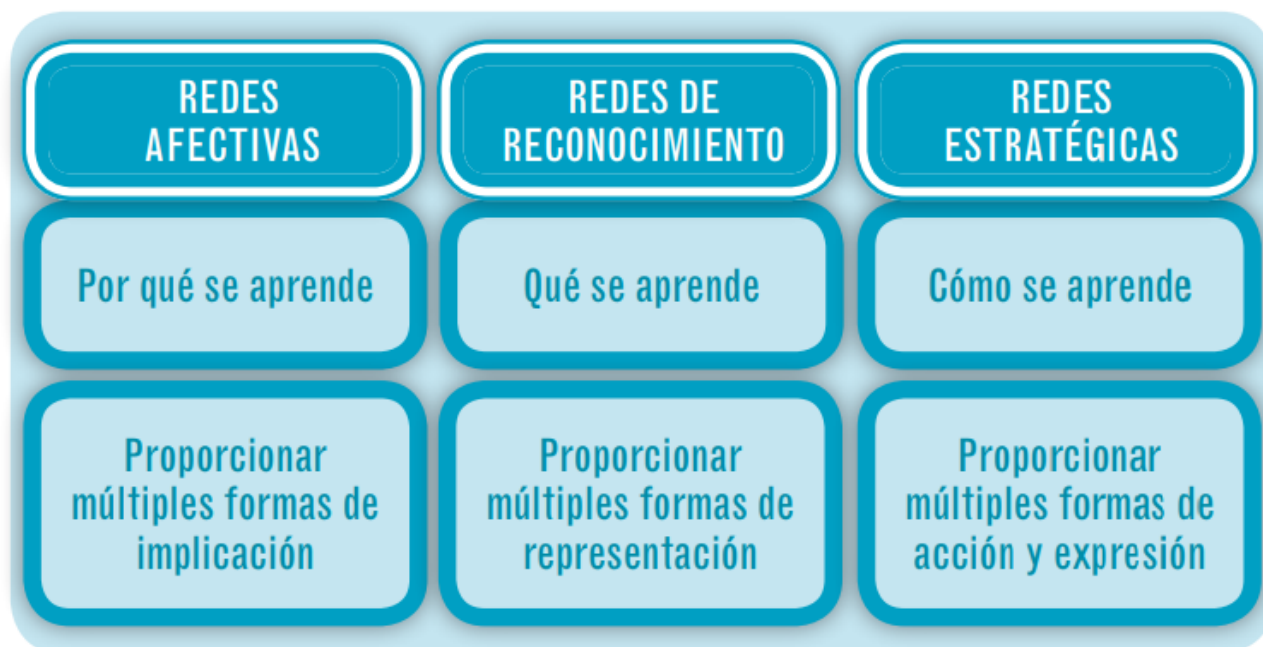 REDES
AFECTIVAS
REDES DE
RECONOCIMIENTO
REDES
ESTRATÉGICAS
Por qué se aprende
Qué se aprende
Cómo se aprende
Proporcionar
múltiples formas de
implicación
Proporcionar
múltiples formas de
representación
Proporcionar
múltiples formas de
acción y expresión